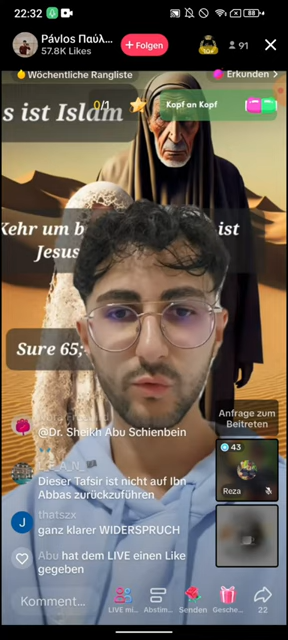 22:32
88
Pávlos Παύλ...
57.8K Likes
+ Folgen
91
Wöchentliche Rangliste
Erkunden >
s ist Islam
0/1
Kopf an Kopf
Kehr um b
ist
Jesus
Sure 65;
Anfrage zum
Beitreten
@Dr. Sheikh Abu Schienbein
43
Reza
Dieser Tafsir ist nicht auf Ibn
Abbas zurückzuführen
J
thatszx
ganz klarer WIDERSPRUCH
Abu hat dem LIVE einen Like
gegeben
Komment...
LIVE mi...
Abstim...
Senden
Gesche...
22